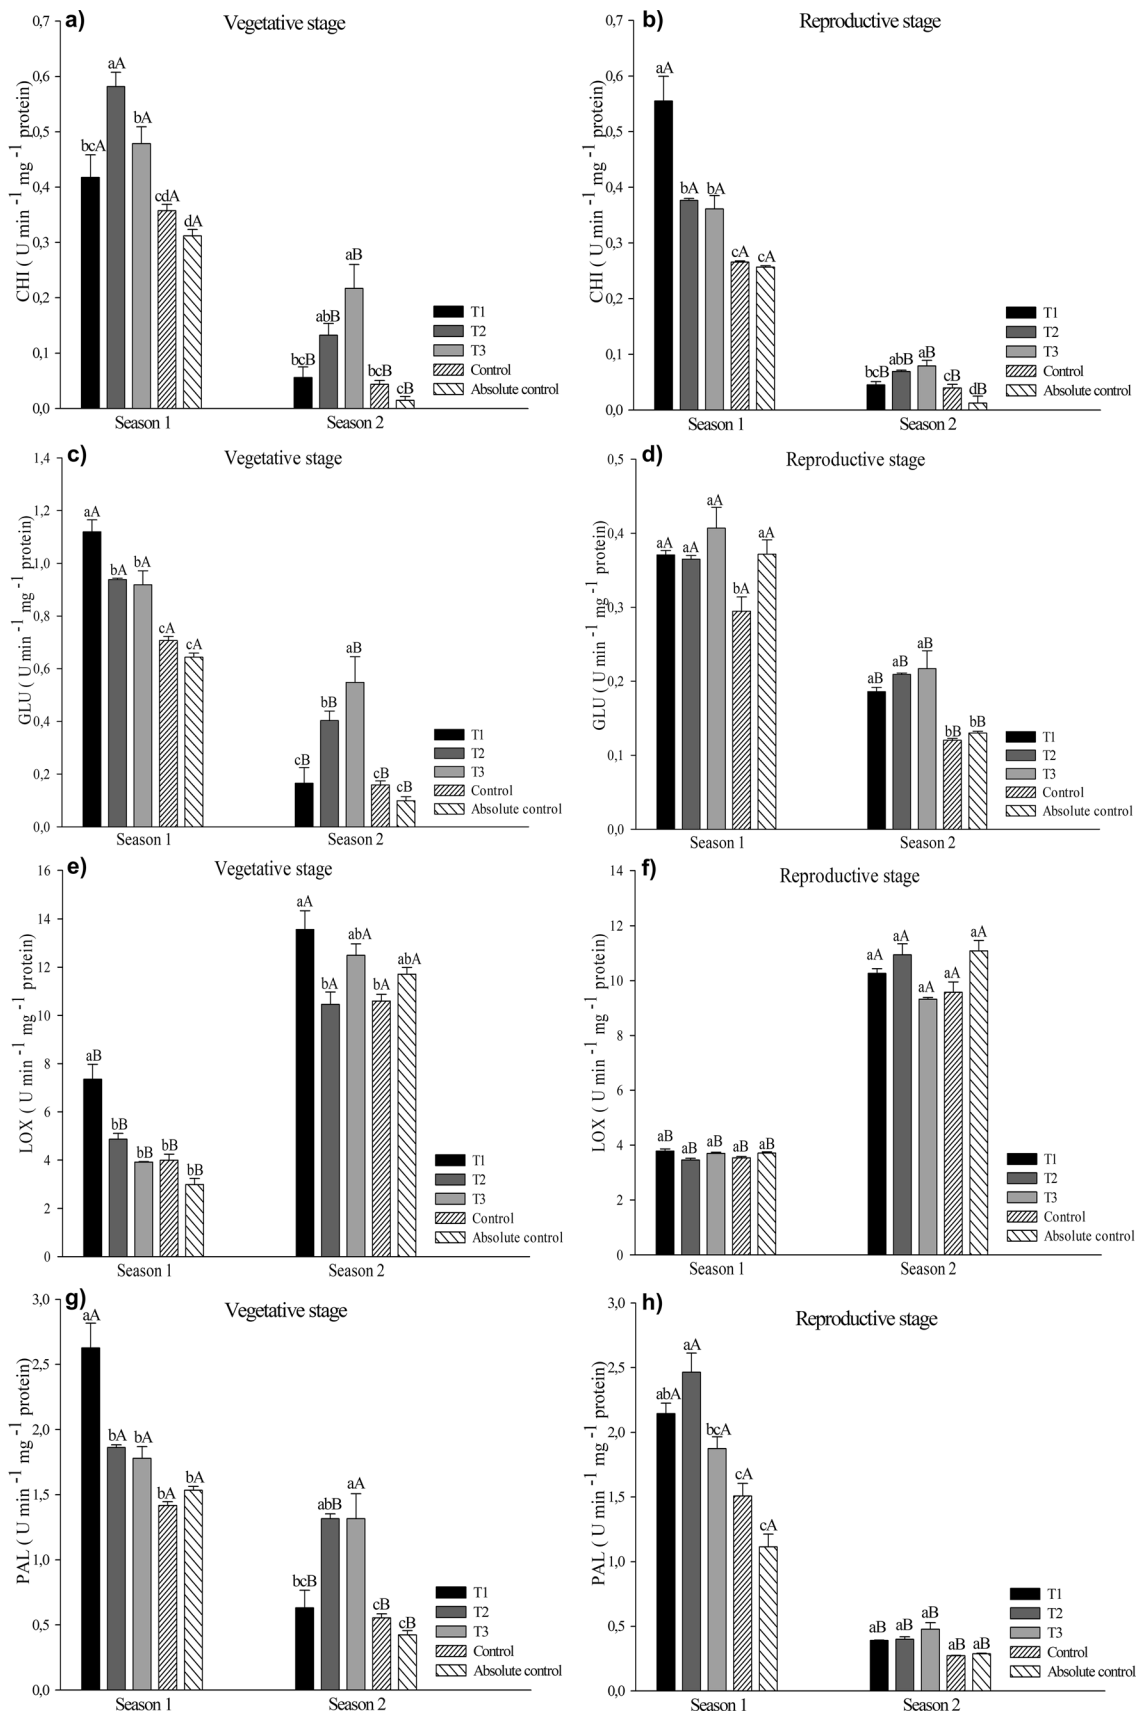 a)
Vegetative stage
CHI ( U min -1 mg -1 protein)
0,7
0,6
0,5
0,4
0,3
0,2
0,1
0,0
bcA
aA
bA
cdA
dA
bcB
abB
aB
bcB
cB
T1
T2
T3
Control
Absolute control
Season 1
Season 2
b)
Reproductive stage
CHI ( U min -1 mg -1 protein)
0,7
0,6
0,5
0,4
0,3
0,2
0,1
0,0
aA
bA
bA
cA
cA
bcB
abB
aB
cB
dB
T1
T2
T3
Control
Absolute control
Season 1
Season 2
c)
Vegetative stage
GLU ( U min -1 mg -1 protein)
1,4
1,2
1,0
0,8
0,6
0,4
0,2
0,0
aA
bA
bA
cA
cA
cB
bB
aB
cB
cB
T1
T2
T3
Control
Absolute control
Season 1
Season 2
d)
Reproductive stage
GLU ( U min -1 mg -1 protein)
0,5
0,4
0,3
0,2
0,1
0,0
aA
aA
aA
bA
aA
aB
aB
aB
bB
bB
T1
T2
T3
Control
Absolute control
Season 1
Season 2
e)
Vegetative stage
LOX ( U min -1 mg -1 protein)
16
14
12
10
8
6
4
2
0
aB
bB
bB
bB
bB
aA
bA
abA
bA
abA
T1
T2
T3
Control
Absolute control
Season 1
Season 2
f)
Reproductive stage
LOX ( U min -1 mg -1 protein)
14
12
10
8
6
4
2
0
aB
aB
aB
aB
aB
aA
aA
aA
aA
aA
T1
T2
T3
Control
Absolute control
Season 1
Season 2
g)
Vegetative stage
PAL ( U min -1 mg -1 protein)
3,0
2,5
2,0
1,5
1,0
0,5
0,0
aA
bA
bA
bA
bA
bcB
abB
aA
cB
cB
T1
T2
T3
Control
Absolute control
Season 1
Season 2
h)
Reproductive stage
PAL ( U min -1 mg -1 protein)
3,0
2,5
2,0
1,5
1,0
0,5
0,0
abA
aA
bcA
cA
cA
aB
aB
aB
aB
aB
T1
T2
T3
Control
Absolute control
Season 1
Season 2